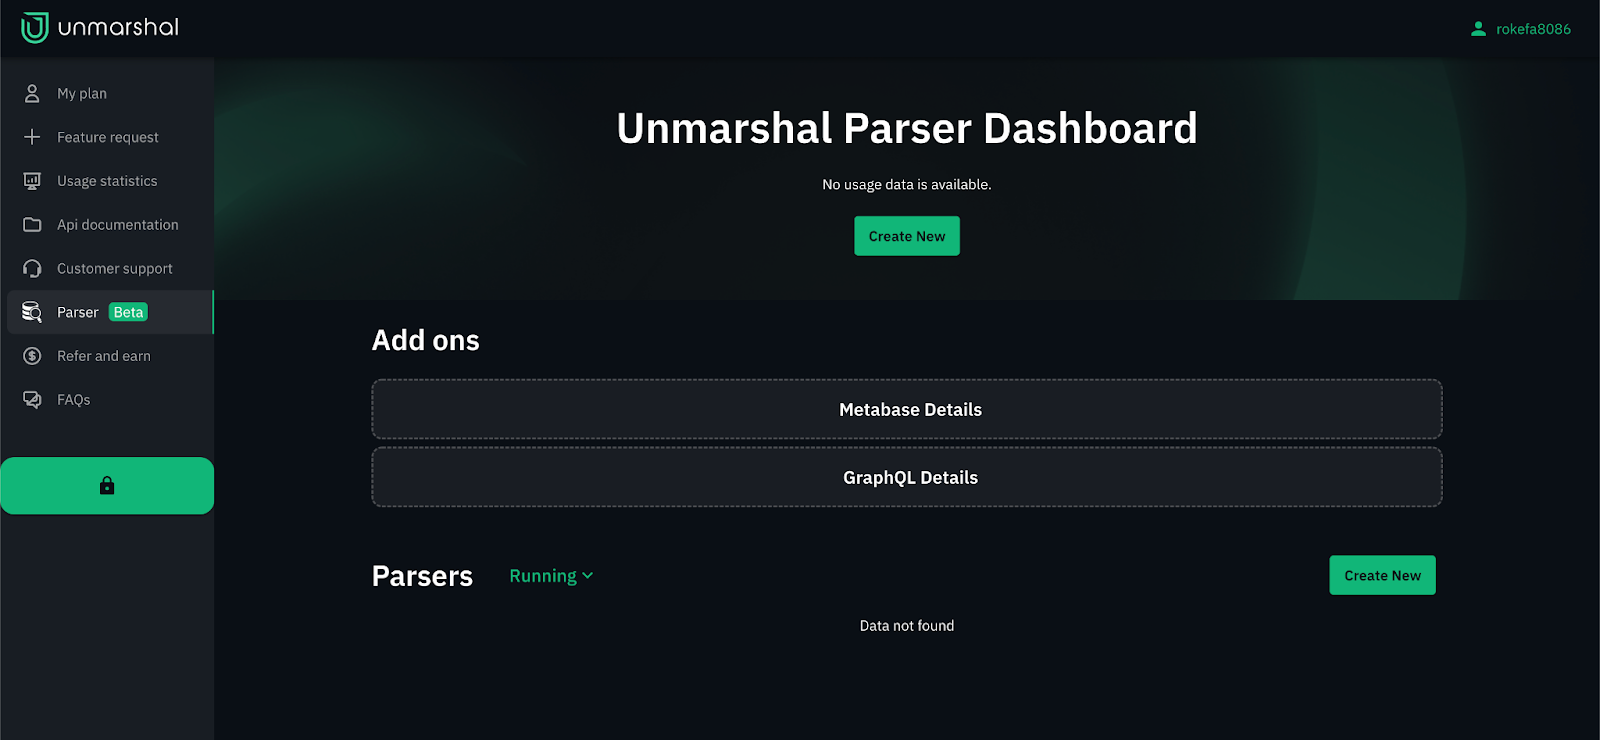 unmarshal
rokefa8086
My plan
Feature request
Usage statistics
Api documentation
Customer support
Parser Beta
Refer and earn
FAQs
Unmarshal Parser Dashboard
No usage data is available.
Create New
Add ons
Metabase Details
GraphQL Details
Parsers Running Create New
Data not found